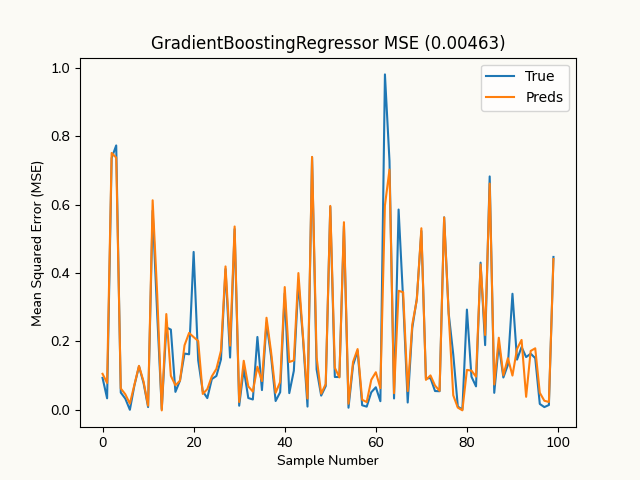 GradientBoostingRegressor MSE (0.00463)
True
Preds
Mean Squared Error (MSE)
1.0
0.8
0.6
0.4
0.2
0.0
0 20 40 60 80 100
Sample Number